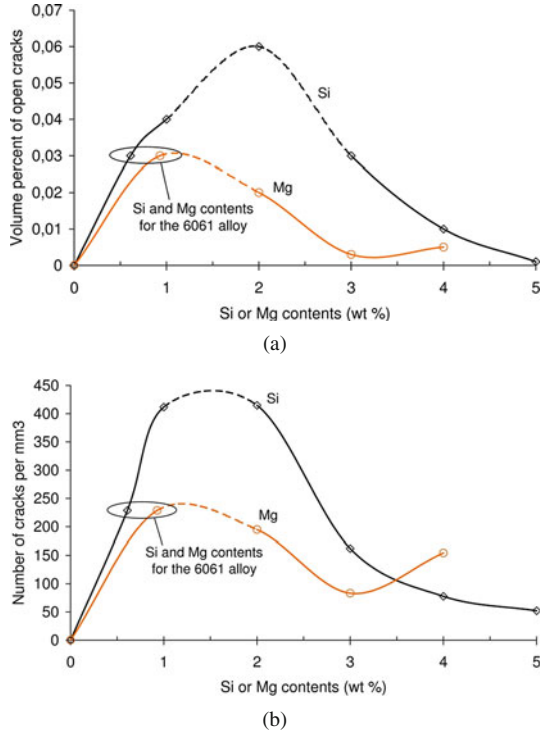 0,07
0,06
0,05
0,04
0,03
0,02
0,01
0
Volume percent of open cracks
Si
Mg
Si and Mg contents
for the 6061 alloy
0 1 2 3 4 5
Si or Mg contents (wt %)
(a)
450
400
350
300
250
200
150
100
50
0
Number of cracks per mm3
Si
Mg
Si and Mg contents
for the 6061 alloy
0 1 2 3 4 5
Si or Mg contents (wt %)
(b)